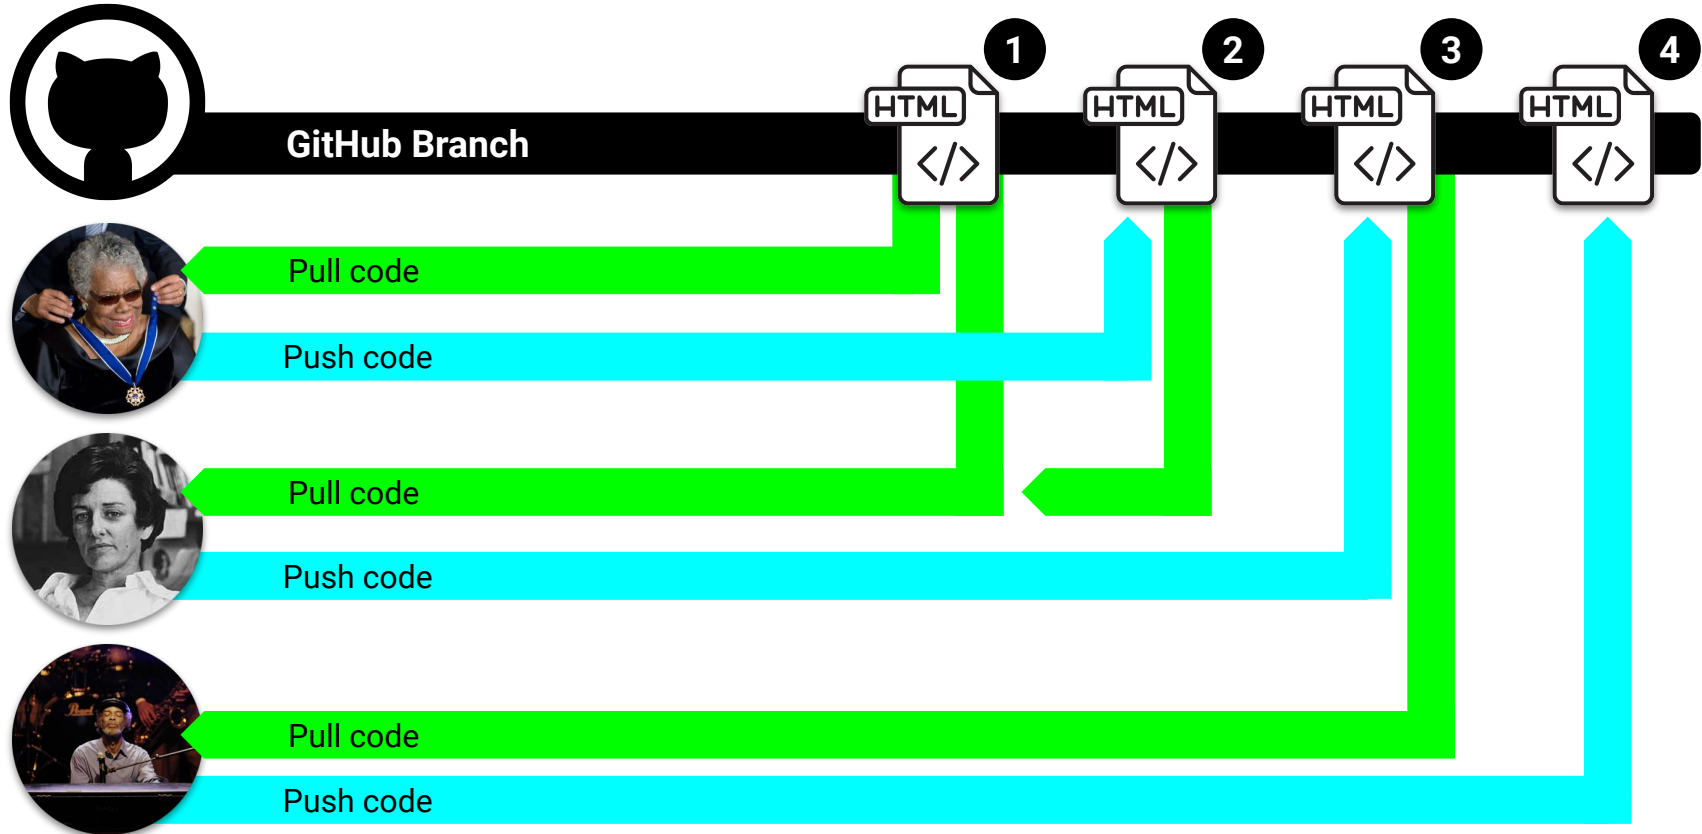 1
2
3
4
HTML
HTML
HTML
HTML
GitHub Branch
</>
</>
</>
</>
Pull code
Push code
Pull code
Push code
Pearl
Pull code
Push code